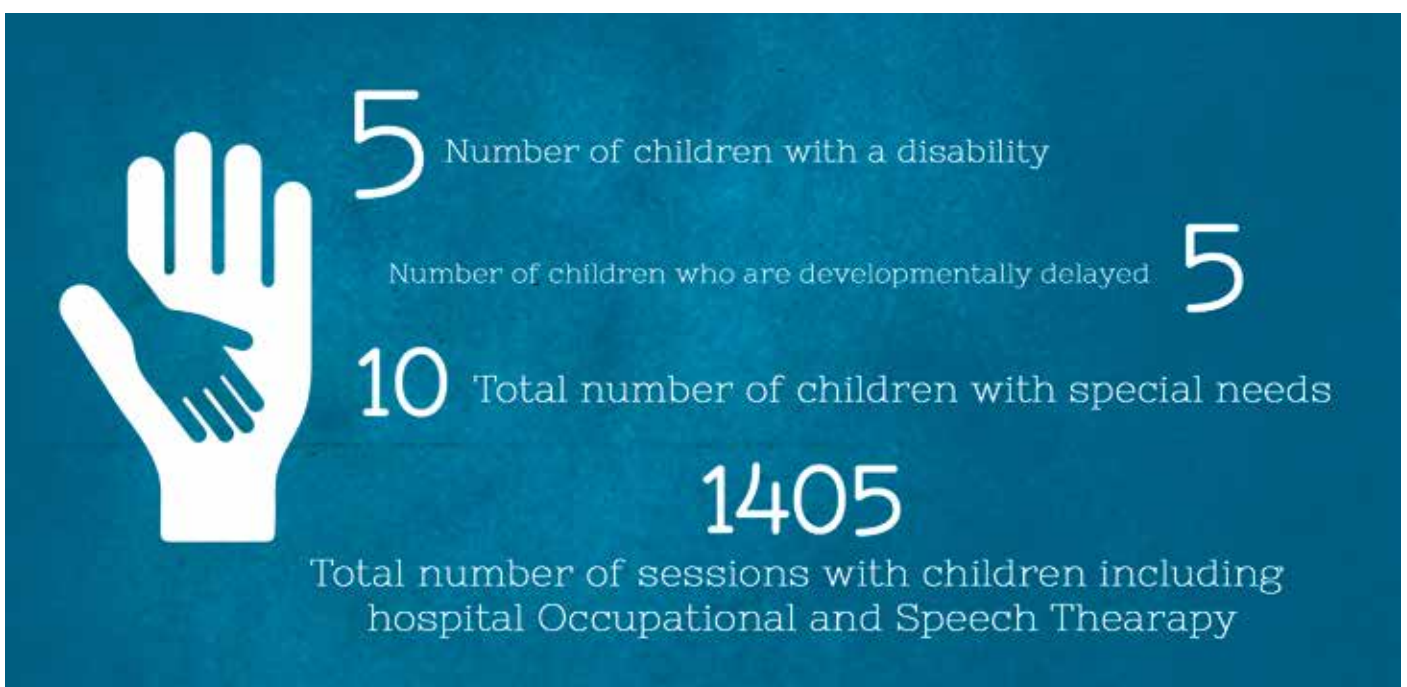 5 Number of children with a disability
Number of children who are developmentally delayed 5
10 Total number of children with special needs
1405
Total number of sessions with children including
hospital Occupational and Speech Thearapy